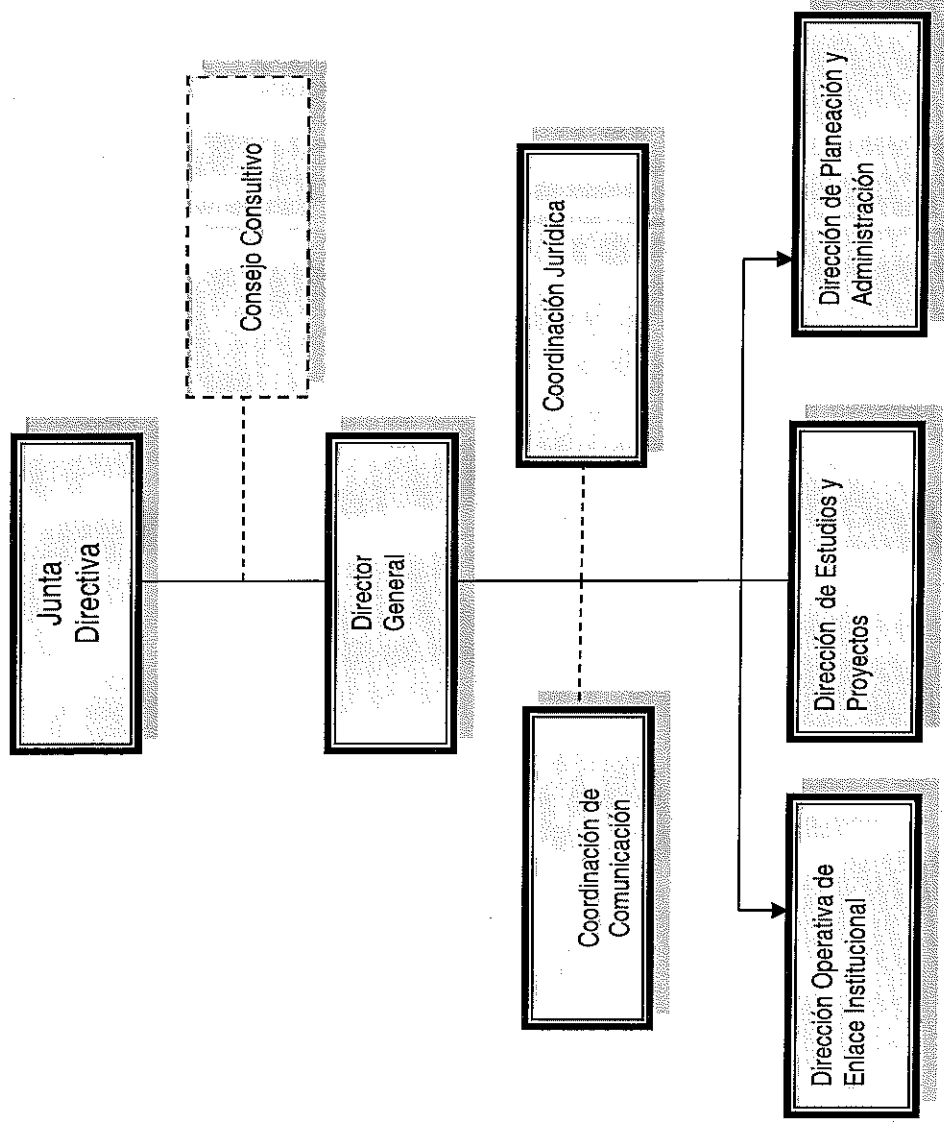 Junta
Directiva
Consejo Consultivo
Director
General
Coordinación de
Comunicación
Coordinación Jurídica
Dirección Operativa de
Enlace Institucional
Dirección de Estudios y
Proyectos
Dirección de Planeación y
Administración